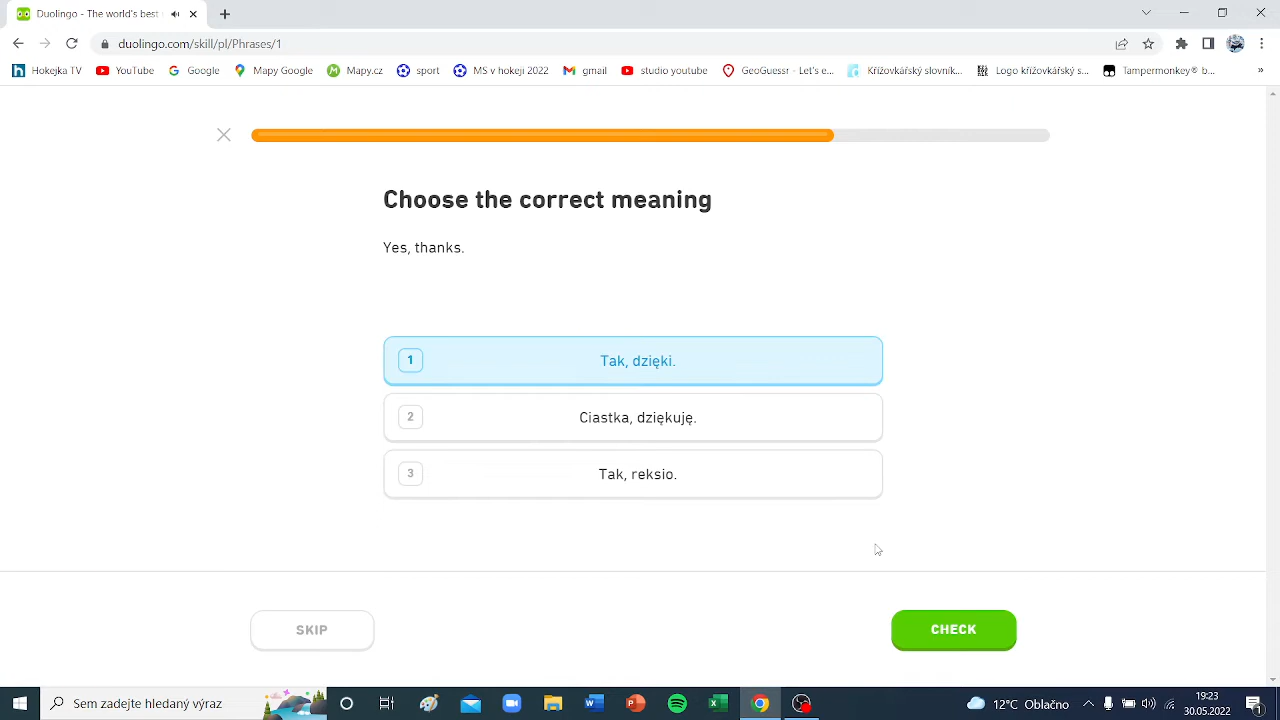 Duolingo - The world's best
duolingo.com/skill/pl/Phrases/1
Hokejka TV
YouTube
Google
Mapy Google
Mapy.cz
sport
MS v hokeji 2022
gmail
studio youtube
GeoGuessr - Let's e...
Křížovkářský slovník...
Logo křížovkářský s...
Tampermonkey® b...
»
Choose the correct meaning
Yes, thanks.
1 Tak, dzięki.
2 Ciastka, dziękuję.
3 Tak, reksio.
SKIP
CHECK
Sem zadejte hledaný výraz
12°C Oblačno
19:23
30.05.2022